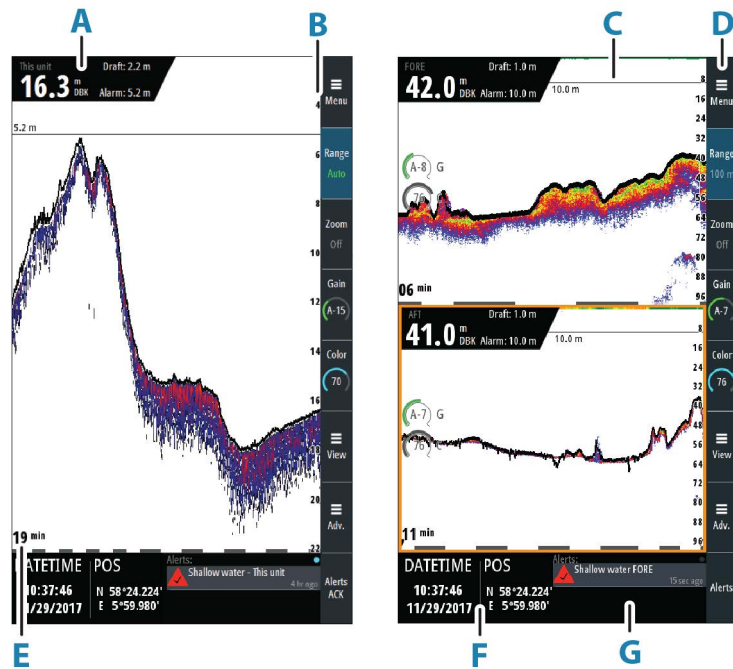 A
B
C
D
This unit
Draft: 2.2 m
16.3 m DBK
Alarm: 5.2 m
5.2 m
4
6
8
10
12
14
16
20
22
19 min
Menu
Range
Auto
Zoom
Off
Gain
A-15
Color
70
View
Adv.
Alerts
ACK
DATETIME
10:37:46
11/29/2017
POS
N 58°24.224'
E 5°59.980'
Alerts:
Shallow water - This unit
4 hr ago
FORE
Draft: 1.0 m
42.0 m DBK
Alarm: 10.0 m
10.0 m
8
16
24
32
40
48
56
64
72
80
88
96
A-8 G
76
06 min
AFT
Draft: 1.0 m
41.0 m DBK
Alarm: 10.0 m
10.0 m
8
16
24
32
40
48
56
64
72
80
88
96
A-7 G
76
11 min
Menu
Range
100 m
Zoom
Off
Gain
A-7
Color
76
View
Adv.
Alerts
DATETIME
10:37:46
11/29/2017
POS
N 58°24.224'
E 5°59.980'
Alerts:
Shallow water FORE
15 sec ago
E
F
G